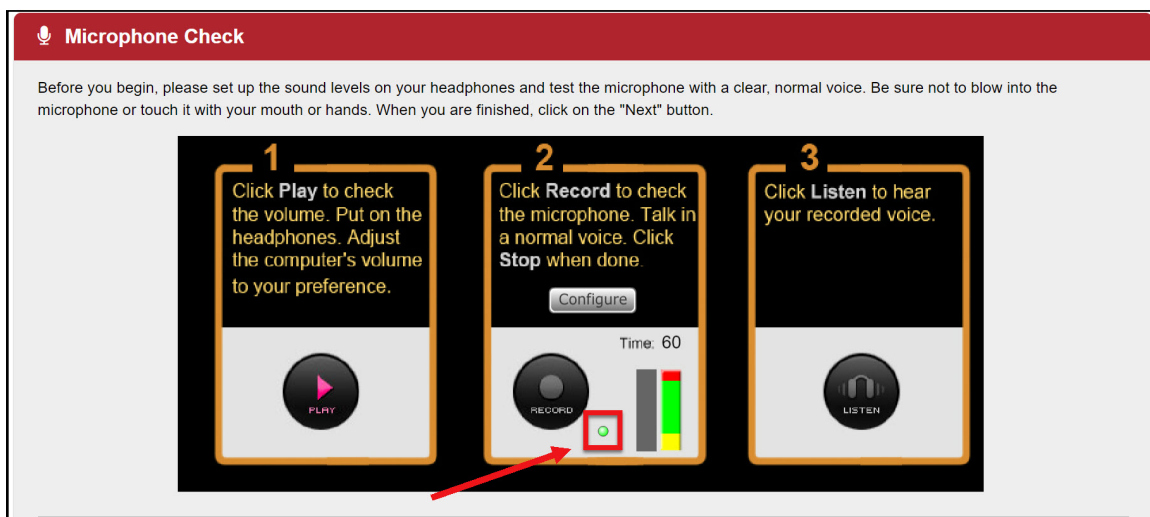 Microphone Check
Before you begin, please set up the sound levels on your headphones and test the microphone with a clear, normal voice. Be sure not to blow into the
microphone or touch it with your mouth or hands. When you are finished, click on the "Next" button.
1
Click Play to check
the volume. Put on the
headphones. Adjust
the computer's volume
to your preference.
PLAY
2
Click Record to check
the microphone. Talk in
a normal voice. Click
Stop when done.
Configure
Time: 60
RECORD
3
Click Listen to hear
your recorded voice.
LISTEN